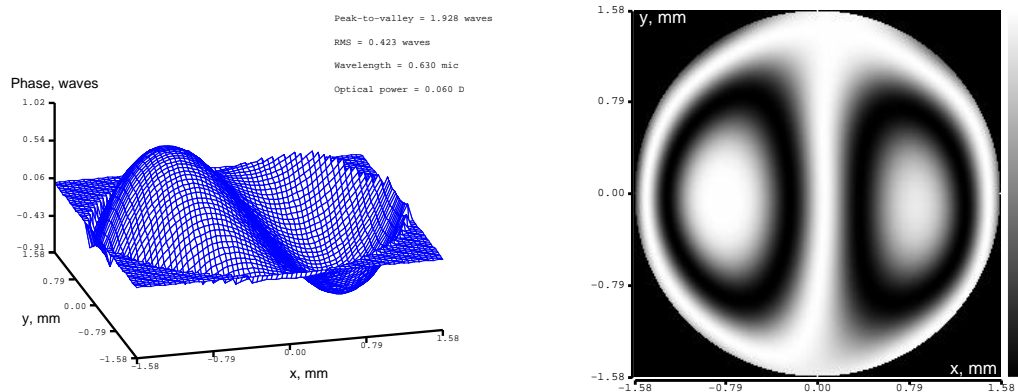 Peak-to-valley = 1.928 waves
RMS = 0.423 waves
Wavelength = 0.630 mic
Optical power = 0.060 D
Phase, waves
1.02
0.54
0.06
-0.43
-0.91
1.58
0.79
0.00
-0.79
-1.58
y, mm
-1.58
-0.79
0.00
0.79
1.58
x, mm
y, mm
1.58
0.79
0.00
-0.79
-1.58
x, mm
-1.58
-0.79
0.00
0.79
1.58